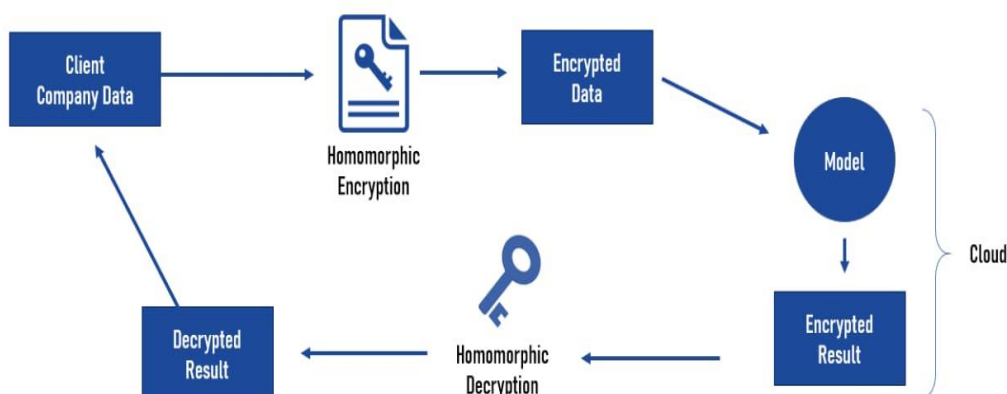 Client
Company Data
Homomorphic
Encryption
Encrypted
Data
Model
Cloud
Encrypted
Result
Homomorphic
Decryption
Decrypted
Result